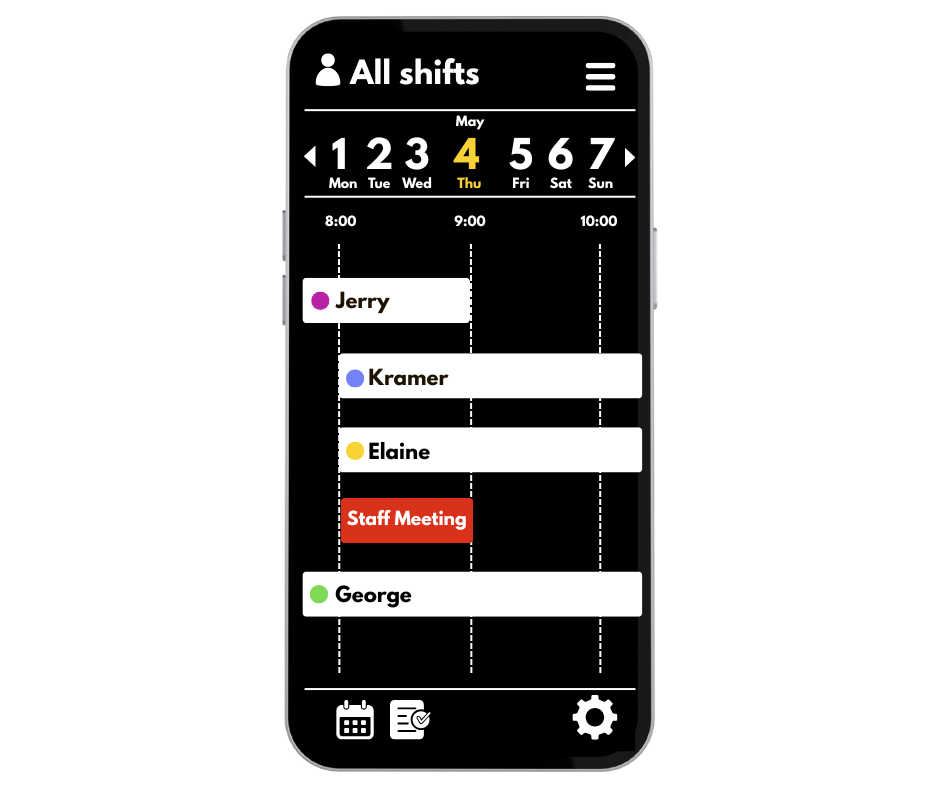 All shifts
May
1 2 3 4 5 6 7
Mon Tue Wed Thu Fri Sat Sun
8:00 9:00 10:00
Jerry
Kramer
Elaine
Staff Meeting
George